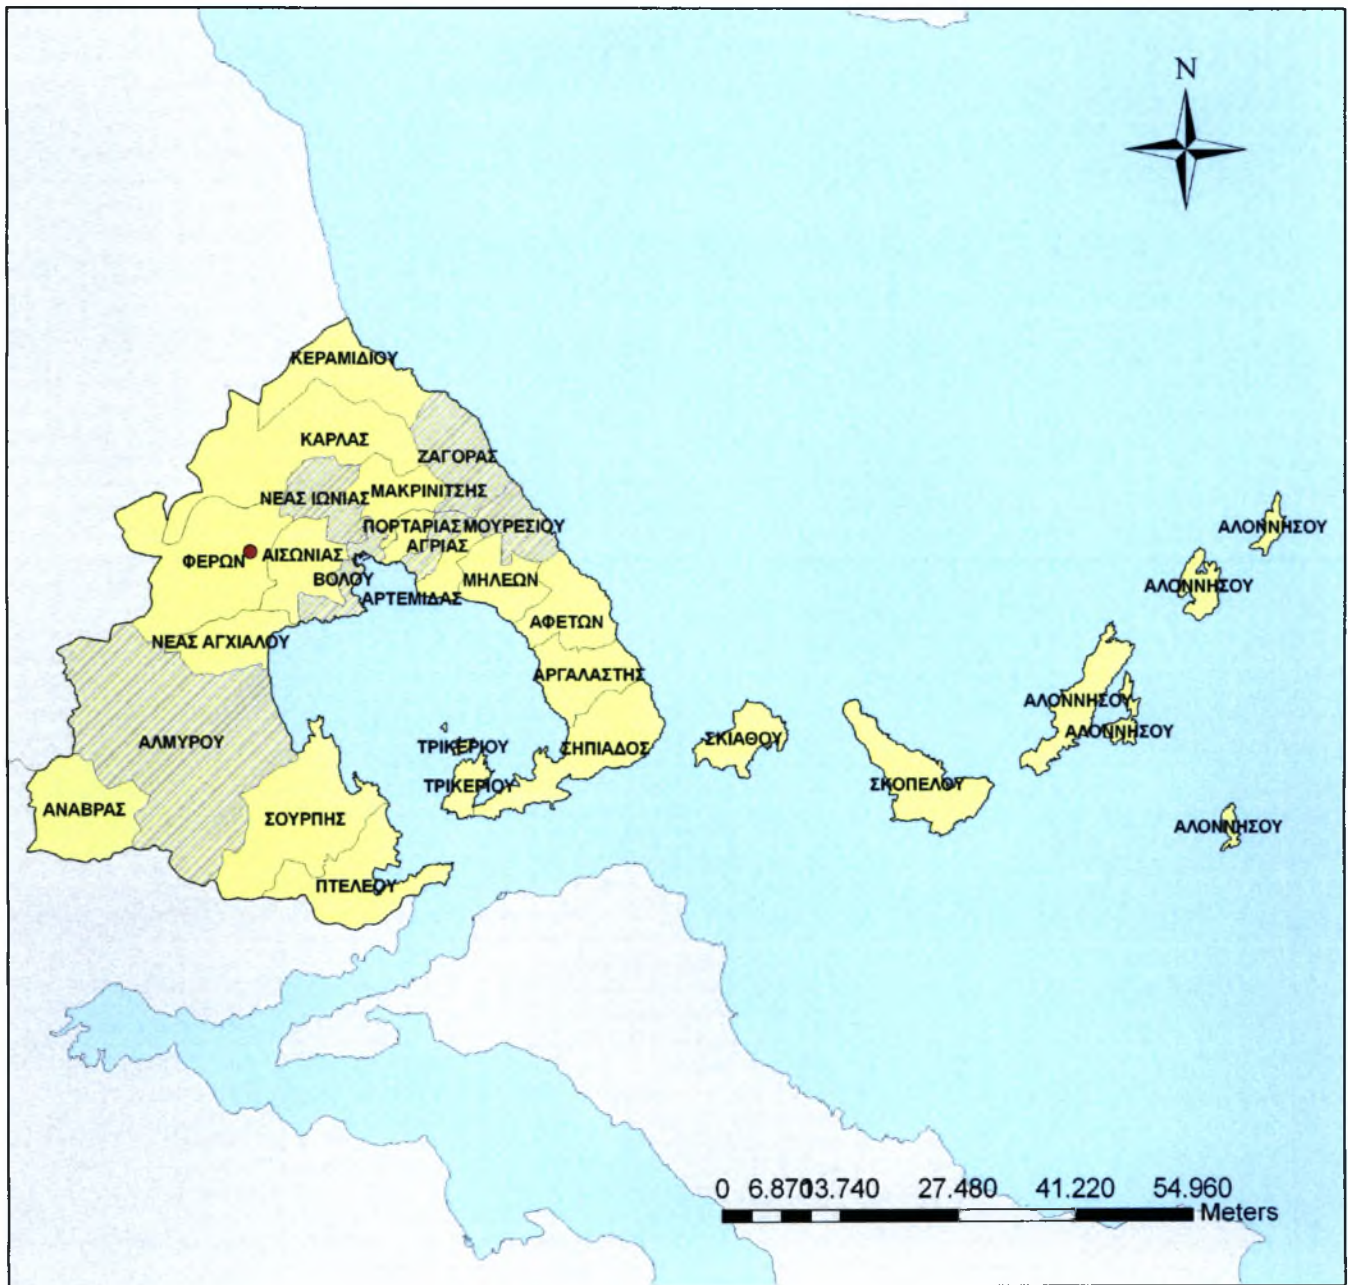 N
ΚΕΡΑΜΙΔΙΟΥ
ΚΑΡΛΑΣ
ΖΑΓΟΡΑΣ
ΝΕΑΣ ΙΩΝΙΑΣ
ΜΑΚΡΙΝΙΤΣΗΣ
ΠΟΡΤΑΡΙΑΣ
ΜΟΥΡΕΣΙΟΥ
ΑΛΟΝΝΗΣΟΥ
ΦΕΡΩΝ
ΑΙΣΩΝΙΑΣ
ΑΓΡΙΑΣ
ΒΟΛΟΥ
ΜΗΛΕΩΝ
ΑΛΟΝΝΗΣΟΥ
ΑΡΤΕΜΙΔΑΣ
ΑΦΕΤΩΝ
ΝΕΑΣ ΑΓΧΙΑΛΟΥ
ΑΡΓΑΛΑΣΤΗΣ
ΑΛΟΝΝΗΣΟΥ
ΑΛΟΝΝΗΣΟΥ
ΑΛΜΥΡΟΥ
ΤΡΙΚΕΡΙΟΥ
ΣΗΠΙΑΔΟΣ
ΣΚΙΑΘΟΥ
ΤΡΙΚΕΡΙΟΥ
ΣΚΟΠΕΛΟΥ
ΑΝΑΒΡΑΣ
ΣΟΥΡΠΗΣ
ΑΛΟΝΝΗΣΟΥ
ΠΤΕΛΕΟΥ
0 6.870 13.740 27.480 41.220 54.960
Meters